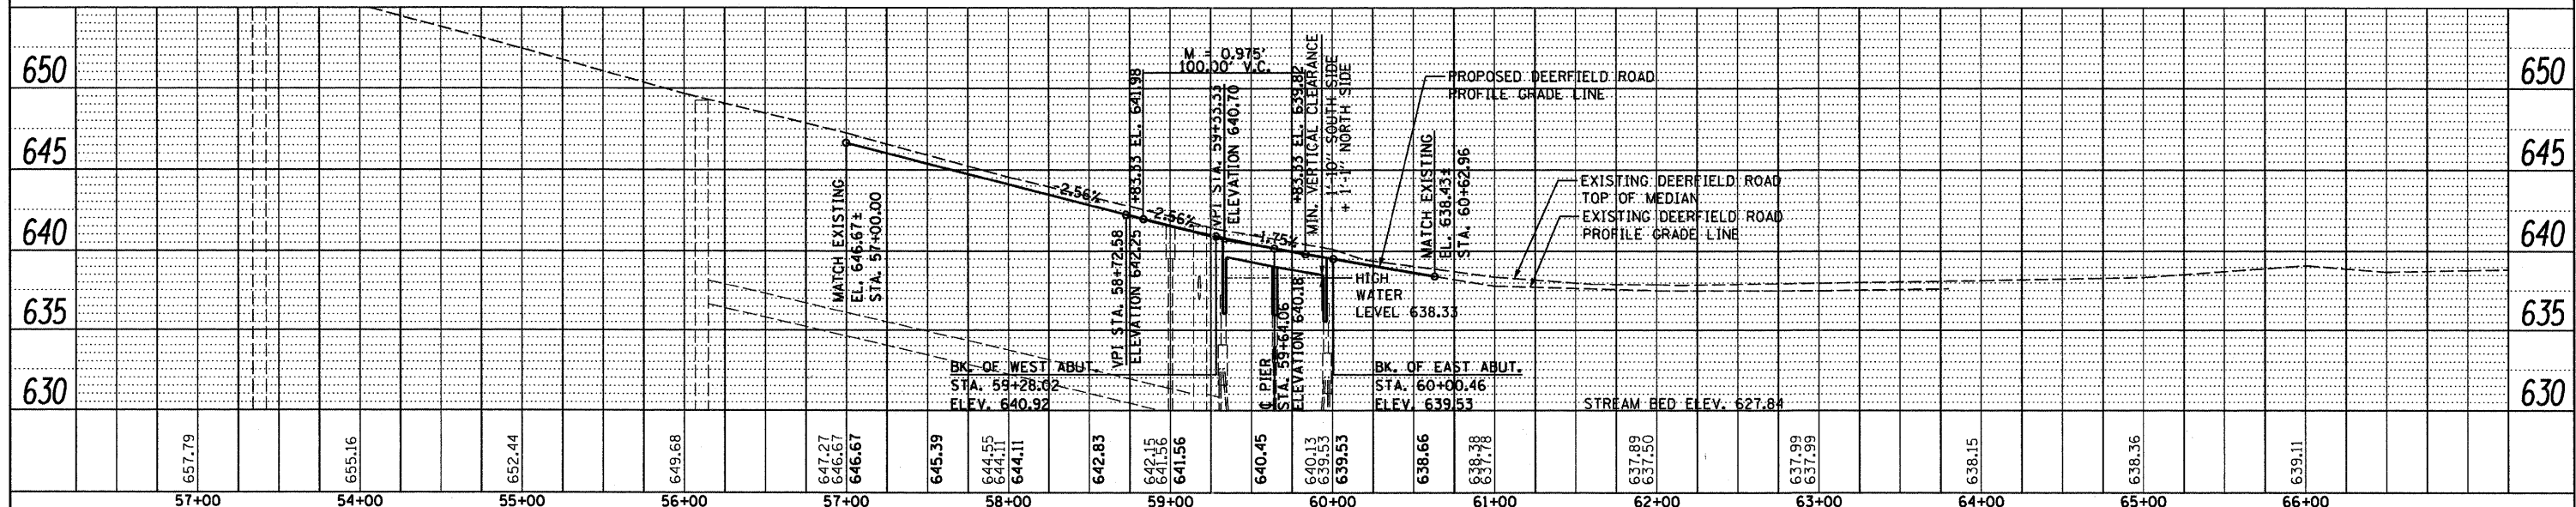 650
645
640
635
630
MATCH EXISTING
EL. 646.67±
STA. 57+00.00
-2.56%
VPI STA. 58+72.58
ELEVATION 642.25
+83.33 EL. 641.98
-2.56%
M = 0.975'
100.00' V.C.
VPI STA. 59+33.33
ELEVATION 640.70
-1.75%
+83.33 EL. 639.82
MIN. VERTICAL CLEARANCE
+ 1'-10" SOUTH SIDE
+ 1'-1" NORTH SIDE
PROPOSED DEERFIELD ROAD
PROFILE GRADE LINE
MATCH EXISTING
EL. 638.43±
STA. 60+62.96
EXISTING DEERFIELD ROAD
TOP OF MEDIAN
EXISTING DEERFIELD ROAD
PROFILE GRADE LINE
HIGH
WATER
LEVEL 638.33
BK. OF WEST ABUT.
STA. 59+28.02
ELEV. 640.92
℄ PIER
STA. 59+64.06
ELEVATION 640.18
BK. OF EAST ABUT.
STA. 60+00.46
ELEV. 639.53
STREAM BED ELEV. 627.84
650
645
640
635
630
657.79
655.16
652.44
649.68
647.27
646.67
646.67
645.39
644.55
644.11
644.11
642.83
642.15
641.56
641.56
640.45
640.13
639.53
639.53
638.66
638.38
637.78
637.89
637.50
637.99
637.99
638.15
638.36
639.11
57+00
54+00
55+00
56+00
57+00
58+00
59+00
60+00
61+00
62+00
63+00
64+00
65+00
66+00